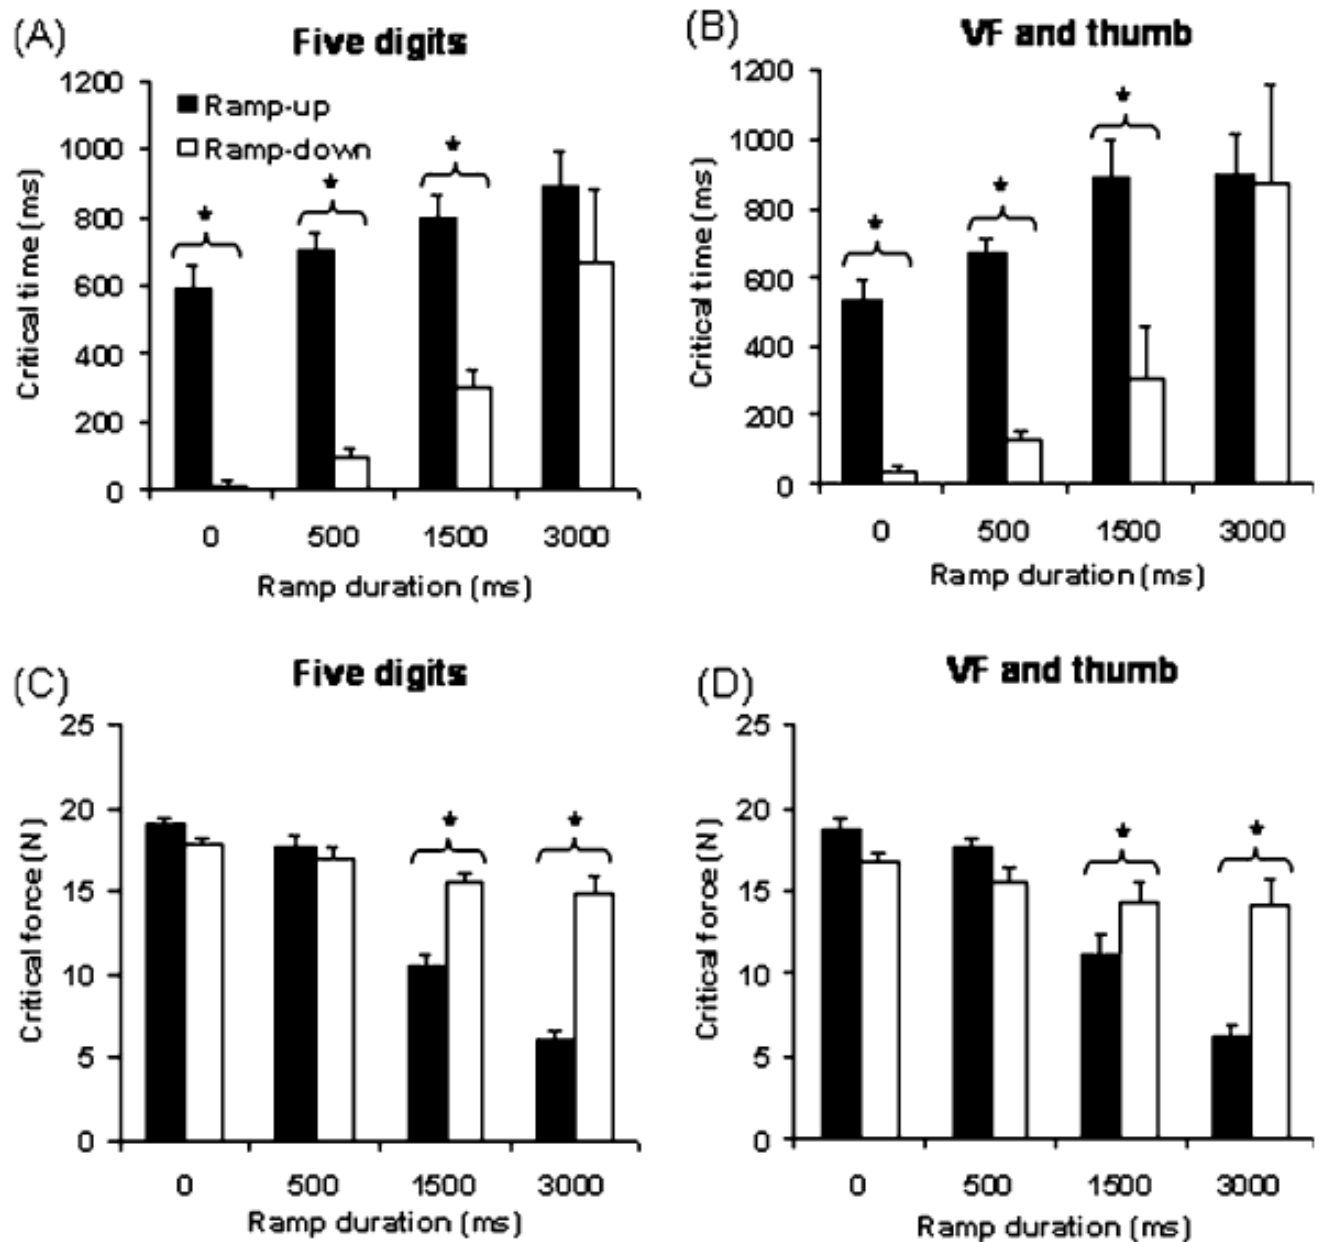 (A)
Five digits
1200
1000
800
600
400
200
0
Critical time (ms)
Ramp-up
Ramp-down
*
*
*
0 500 1500 3000
Ramp duration (ms)
(B)
VF and thumb
1200
1000
800
600
400
200
0
Critical time (ms)
*
*
*
0 500 1500 3000
Ramp duration (ms)
(C)
Five digits
25
20
15
10
5
0
Critical force (N)
* *
0 500 1500 3000
Ramp duration (ms)
(D)
VF and thumb
25
20
15
10
5
0
Critical force (N)
* *
0 500 1500 3000
Ramp duration (ms)